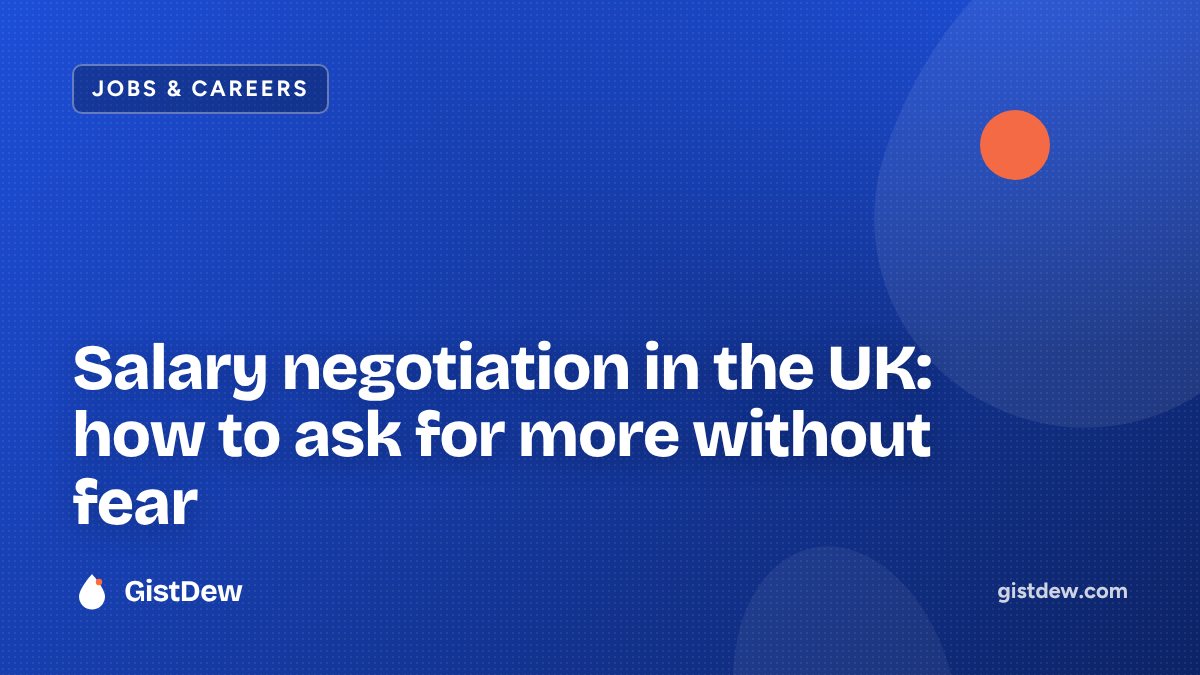 JOBS & CAREERS
Salary negotiation in the UK:
how to ask for more without
fear
GistDew
gistdew.com